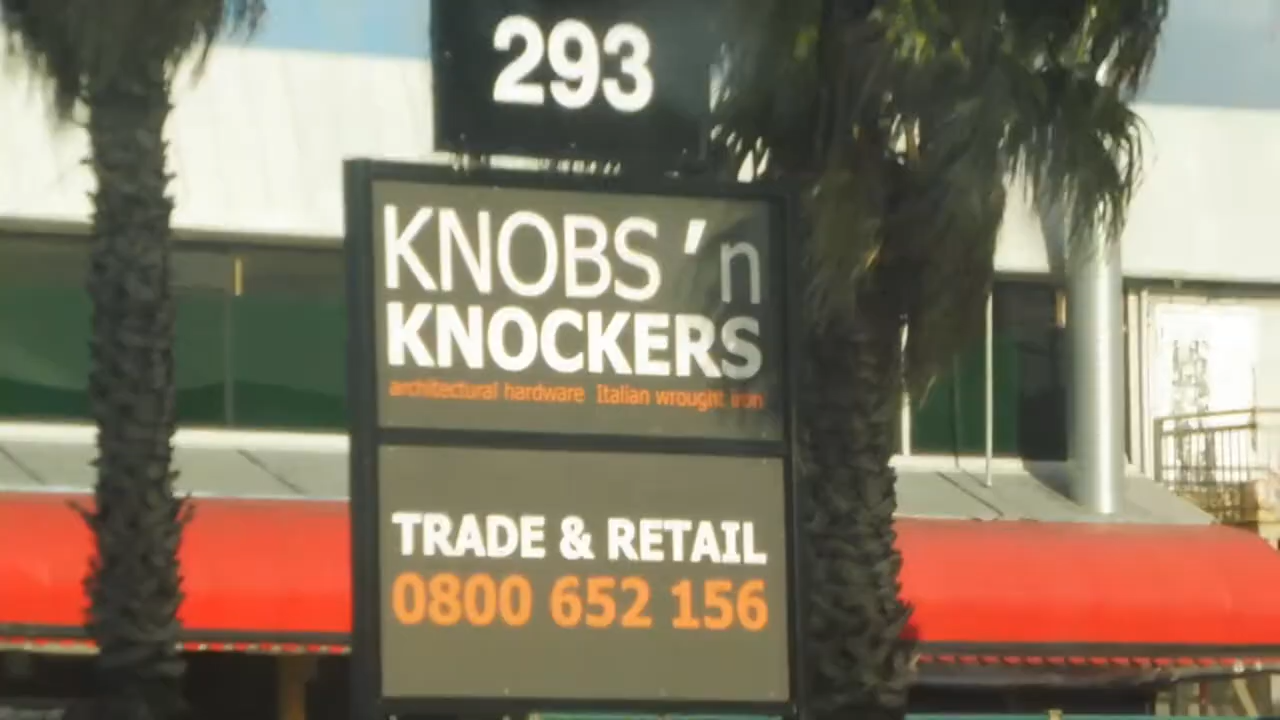 293
KNOBS 'n
KNOCKERS
architectural hardware Italian wrought iron
TRADE & RETAIL
0800 652 156